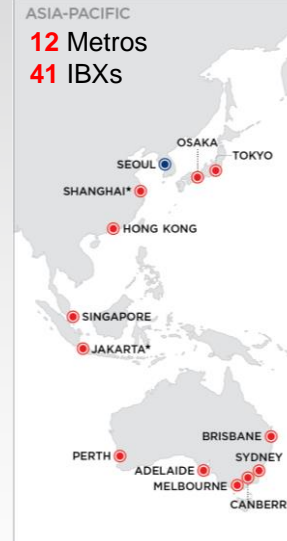 ASIA-PACIFIC
12 Metros
41 IBXs
OSAKA
TOKYO
SEOUL
SHANGHAI*
HONG KONG
SINGAPORE
JAKARTA*
BRISBANE
PERTH
SYDNEY
ADELAIDE
MELBOURNE
CANBERR